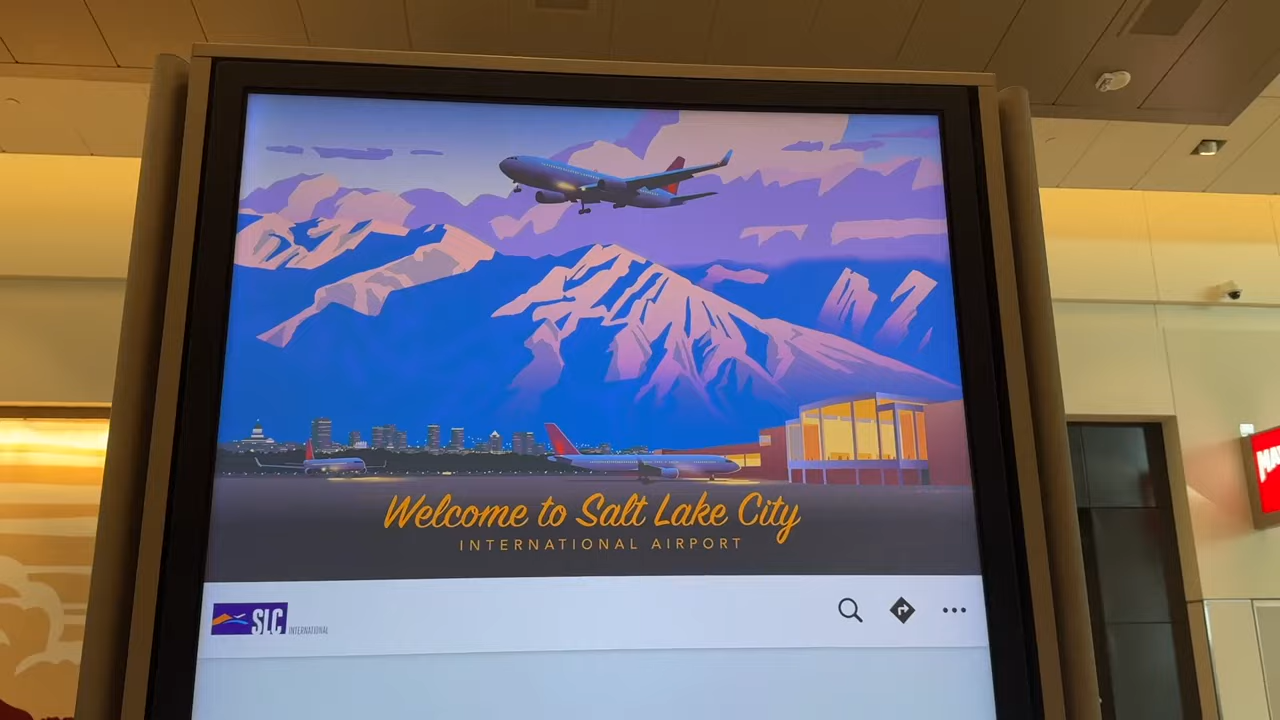 Welcome to Salt Lake City
INTERNATIONAL AIRPORT
SLC INTERNATIONAL